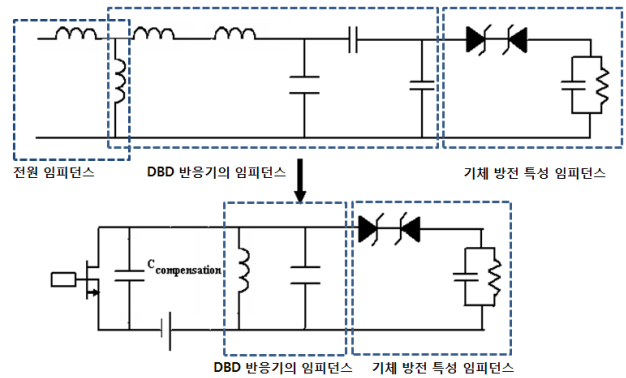 전원 임피던스
DBD 반응기의 임피던스
기체 방전 특성 임피던스
Ccompensation
DBD 반응기의 임피던스
기체 방전 특성 임피던스